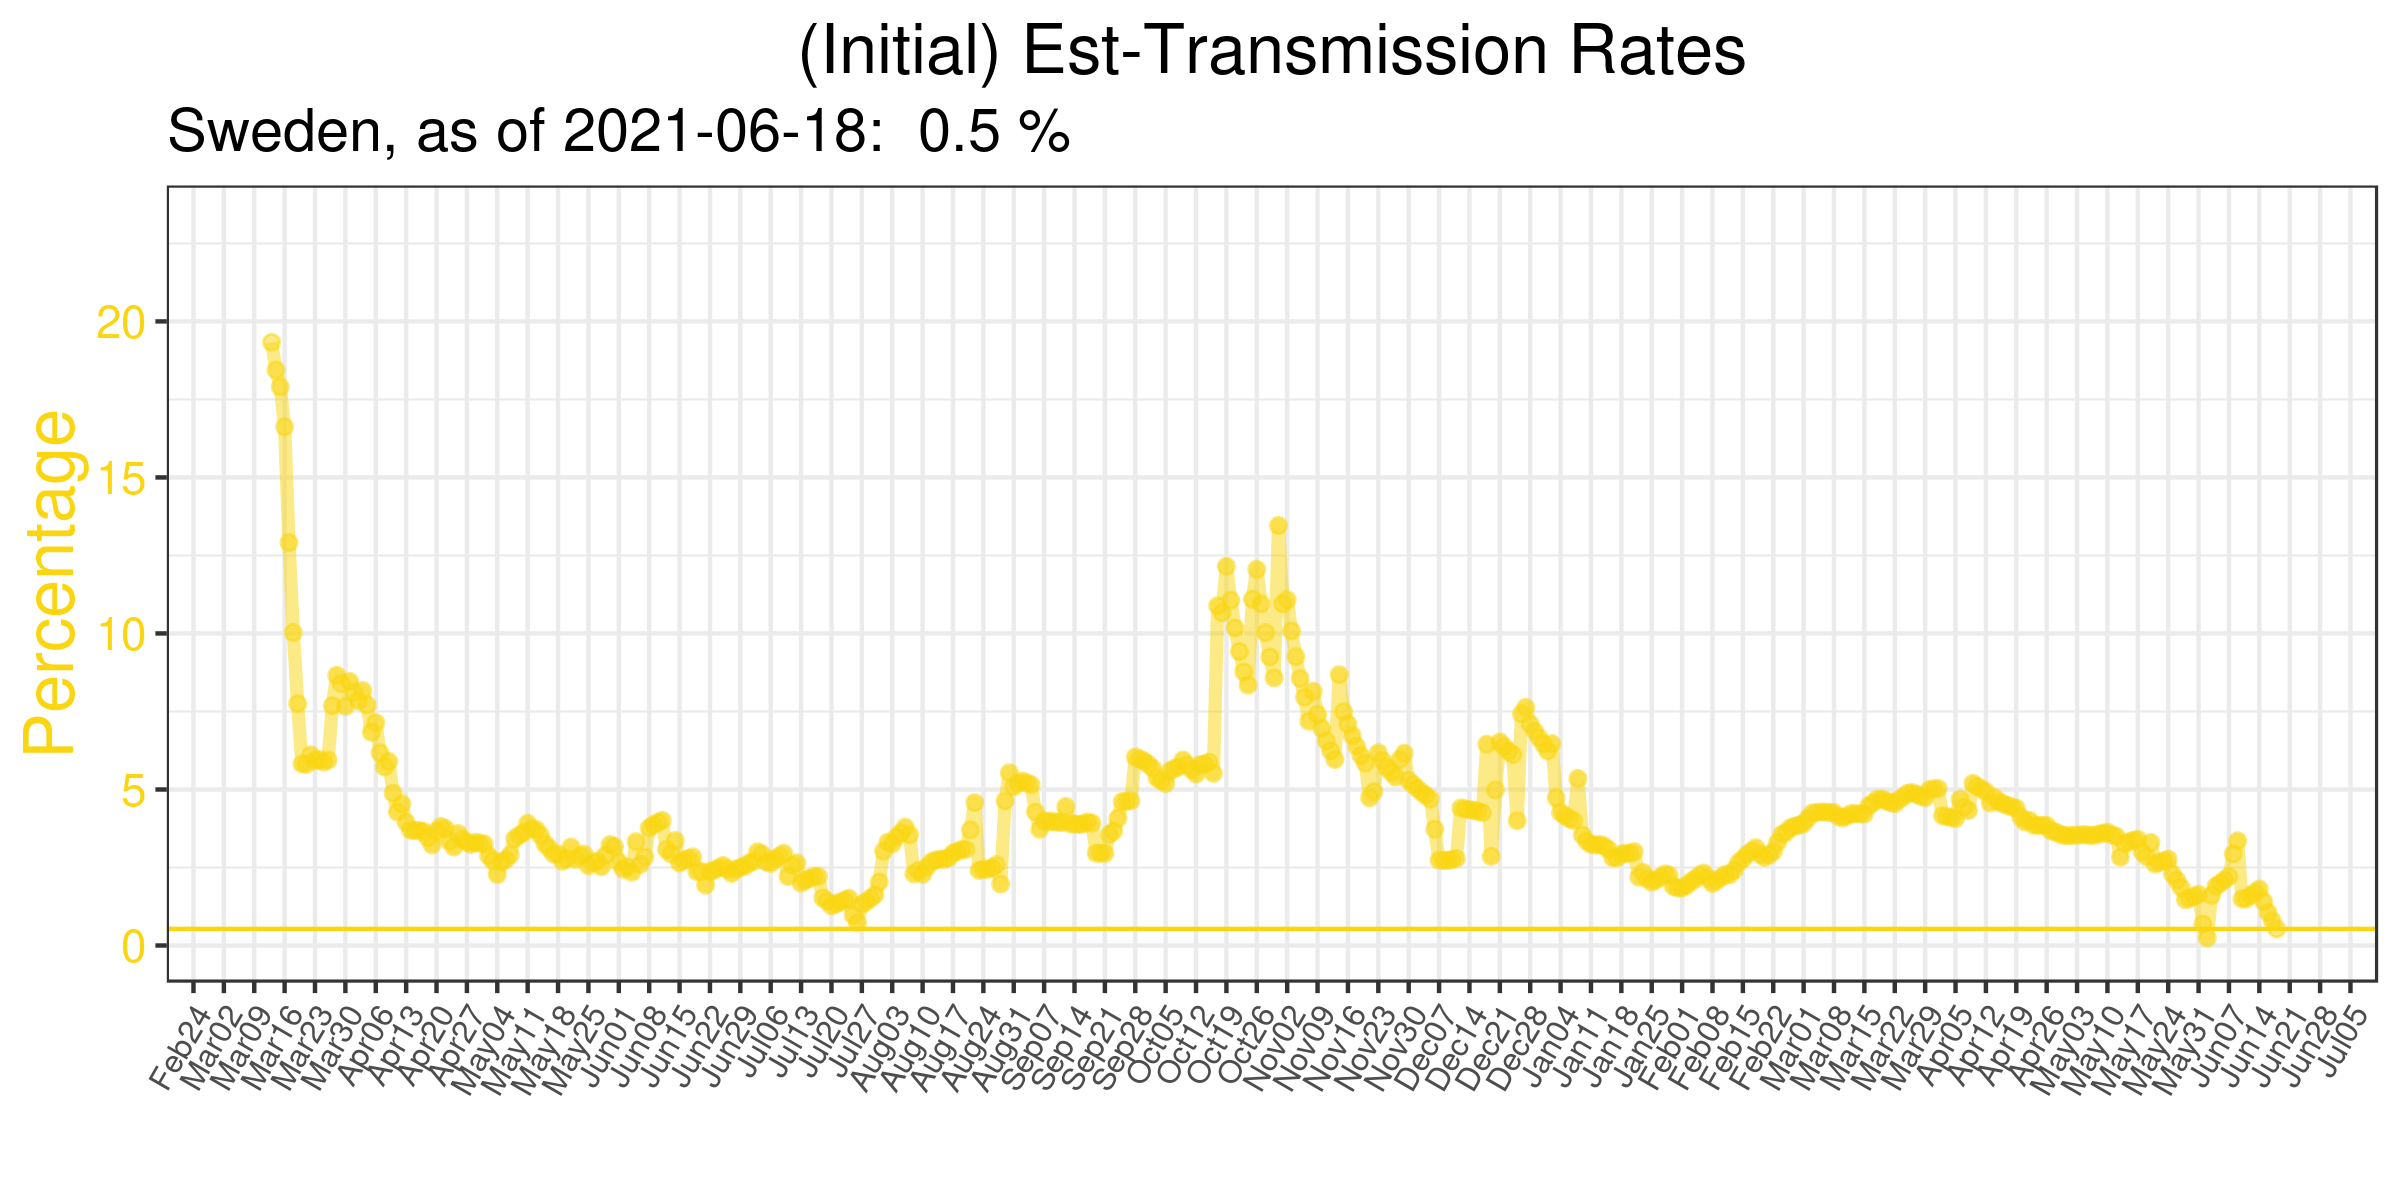 (Initial) Est-Transmission Rates
Sweden, as of 2021-06-18:  0.5 %
Percentage
20
15
10
5
0
Feb24
Mar02
Mar09
Mar16
Mar23
Mar30
Apr06
Apr13
Apr20
Apr27
May04
May11
May18
May25
Jun01
Jun08
Jun15
Jun22
Jun29
Jul06
Jul13
Jul20
Jul27
Aug03
Aug10
Aug17
Aug24
Aug31
Sep07
Sep14
Sep21
Sep28
Oct05
Oct12
Oct19
Oct26
Nov02
Nov09
Nov16
Nov23
Nov30
Dec07
Dec14
Dec21
Dec28
Jan04
Jan11
Jan18
Jan25
Feb01
Feb08
Feb15
Feb22
Mar01
Mar08
Mar15
Mar22
Mar29
Apr05
Apr12
Apr19
Apr26
May03
May10
May17
May24
May31
Jun07
Jun14
Jun21
Jun28
Jul05